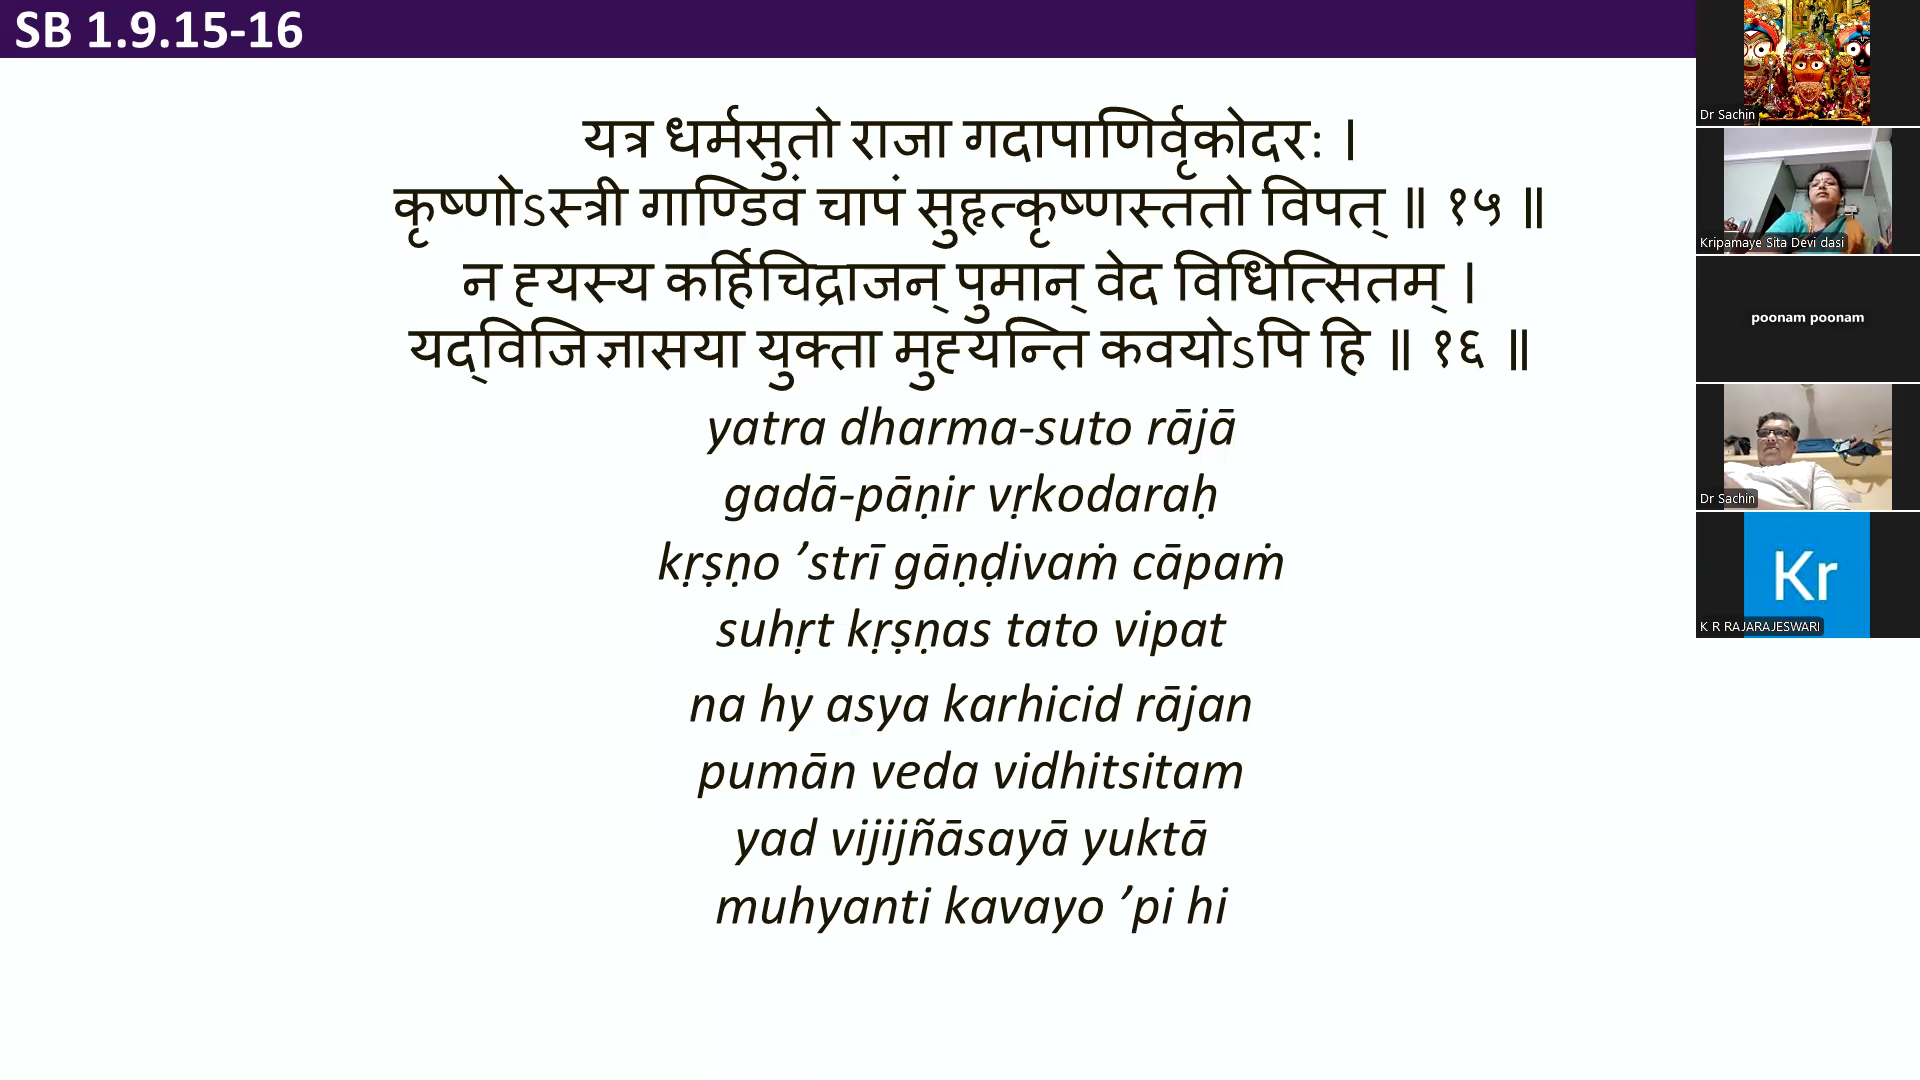 SB 1.9.15-16
यत्र धर्मसुतो राजा गदापाणिर्वृकोदरः ।
कृष्णोऽस्त्री गाण्डिवं चापं सुहृत्कृष्णस्ततो विपत् ॥ १५ ॥
न ह्यस्य कर्हिचिद्राजन् पुमान् वेद विधित्सितम् ।
यद्विजिज्ञासया युक्ता मुह्यन्ति कवयोऽपि हि ॥ १६ ॥
yatra dharma-suto rājā
gadā-pāṇir vṛkodaraḥ
kṛṣṇo ’strī gāṇḍivaṁ cāpaṁ
suhṛt kṛṣṇas tato vipat
na hy asya karhicid rājan
pumān veda vidhitsitam
yad vijijñāsayā yuktā
muhyanti kavayo ’pi hi
Dr Sachin
Kripamaye Sita Devi dasi
poonam poonam
Dr Sachin
Kr
K R RAJARAJESWARI